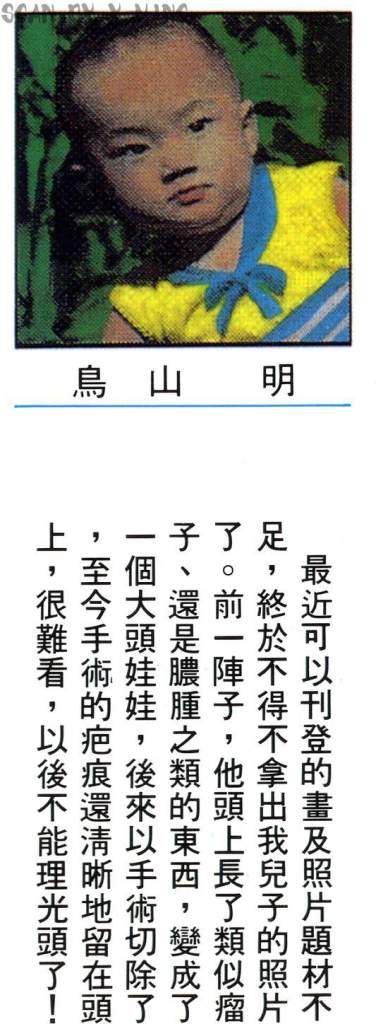 SCAN BY X MING
鳥山明
最近可以刊登的畫及照片題材不
足，終於不得不拿出我兒子的照片
了。前一陣子，他頭上長了類似瘤
子、還是膿腫之類的東西，變成了
一個大頭娃娃，後來以手術切除了
，至今手術的疤痕還清晰地留在頭
上，很難看，以後不能理光頭了！